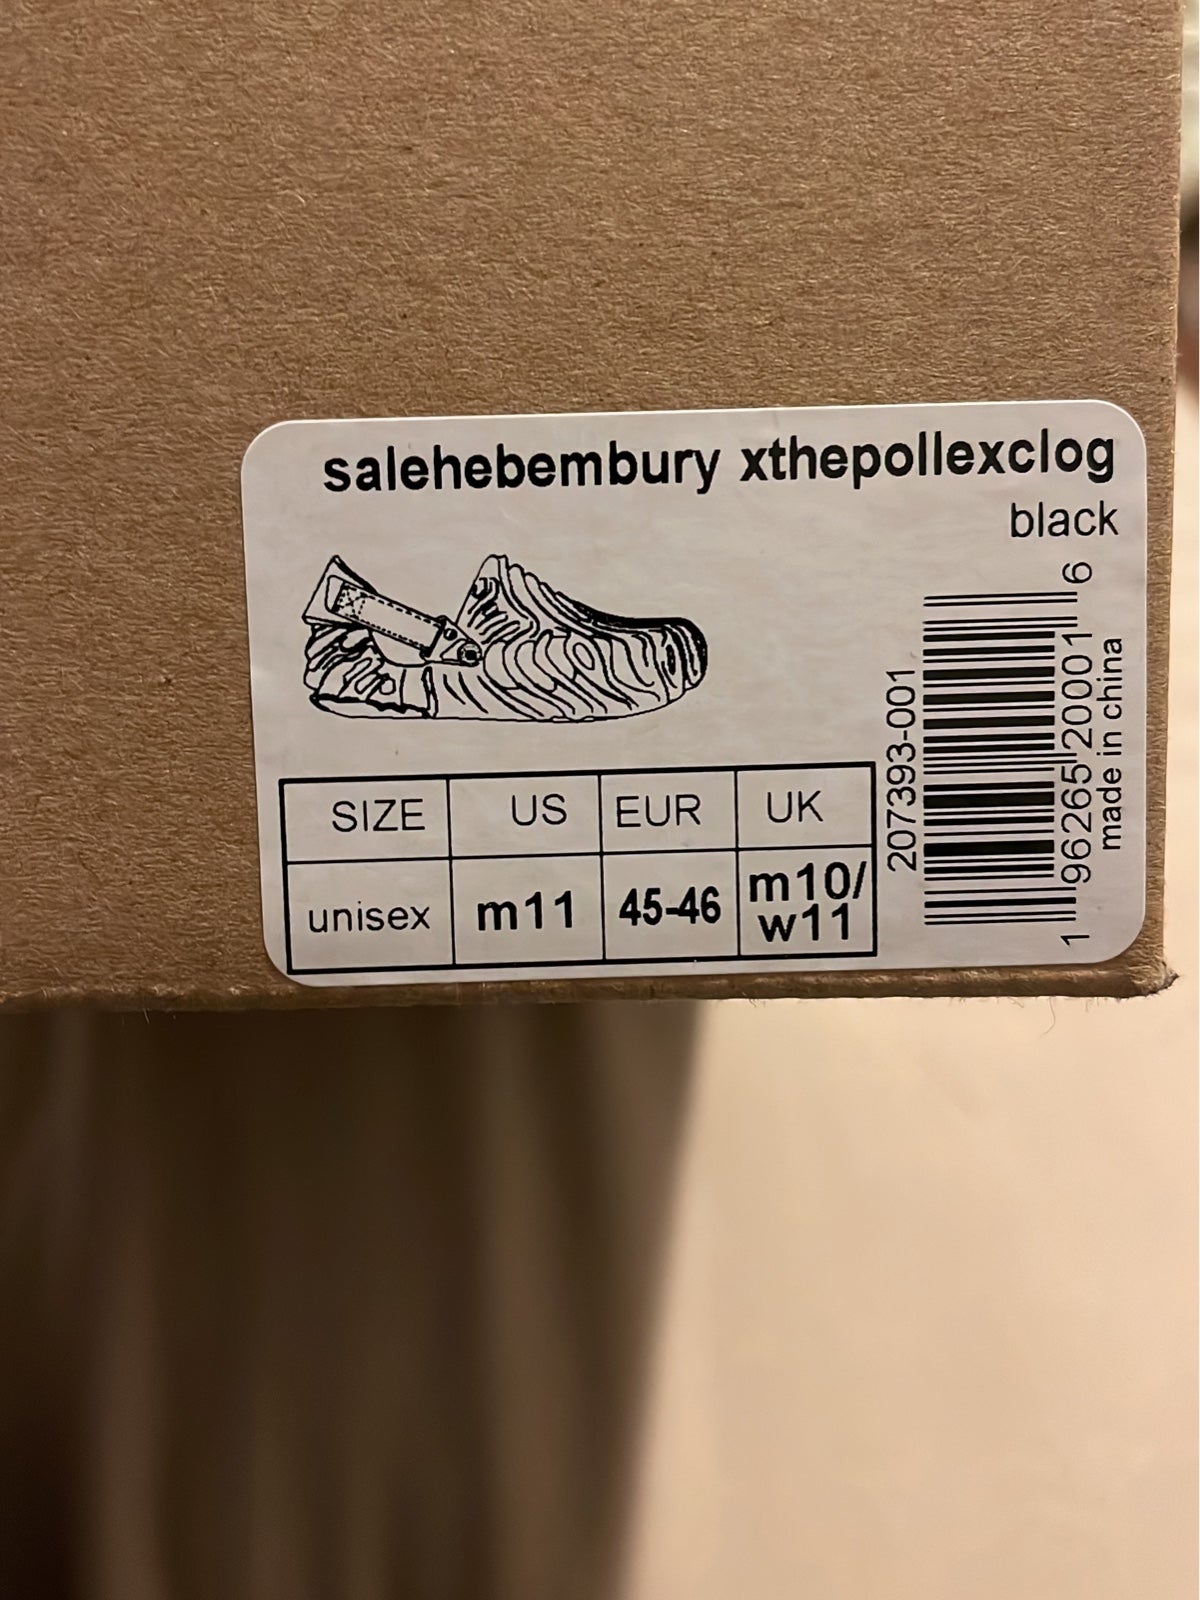 salehebembury xthepollexclog
black
SIZE US EUR UK
unisex m11 45-46 m10/
w11
207393-001
1 96265 20001 6
made in china